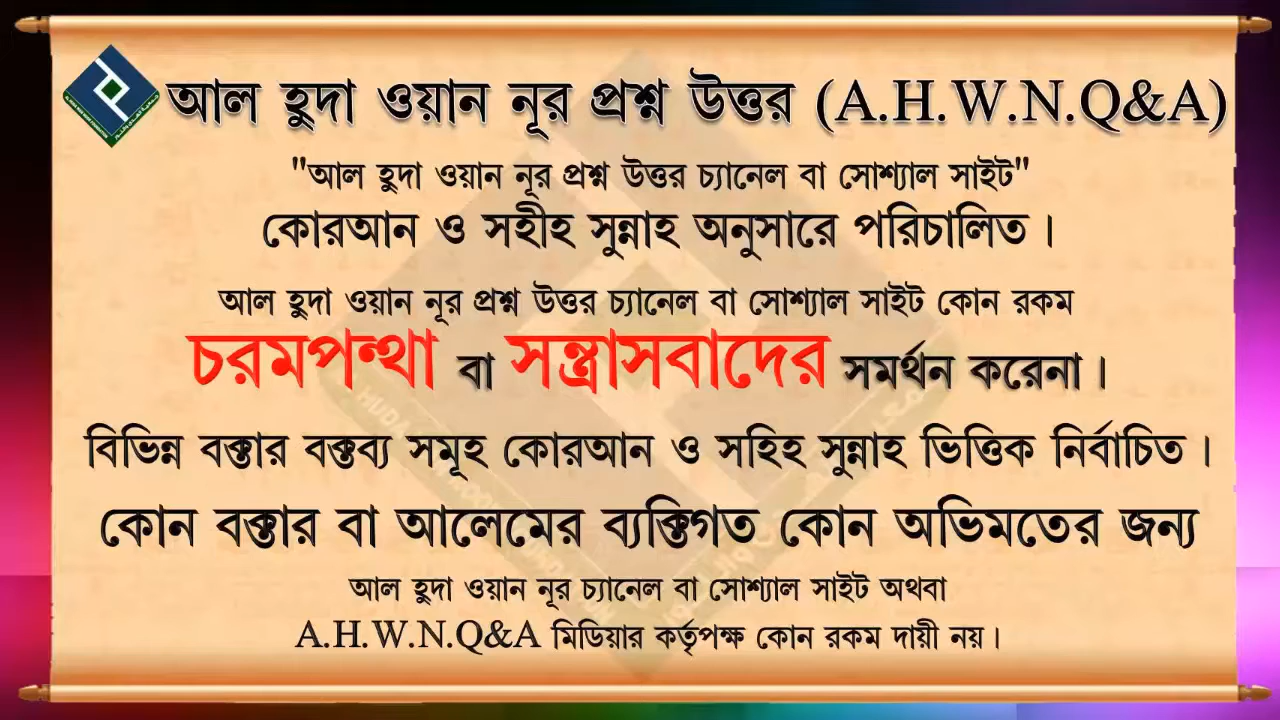 আল হুদা ওয়ান নূর প্রশ্ন উত্তর (A.H.W.N.Q&A)
"আল হুদা ওয়ান নূর প্রশ্ন উত্তর চ্যানেল বা সোশ্যাল সাইট"
কোরআন ও সহীহ সুন্নাহ অনুসারে পরিচালিত।
আল হুদা ওয়ান নূর প্রশ্ন উত্তর চ্যানেল বা সোশ্যাল সাইট কোন রকম
চরমপন্থা বা সন্ত্রাসবাদের সমর্থন করেনা।
বিভিন্ন বক্তার বক্তব্য সমূহ কোরআন ও সহিহ সুন্নাহ ভিত্তিক নির্বাচিত।
কোন বক্তার বা আলেমের ব্যক্তিগত কোন অভিমতের জন্য
আল হুদা ওয়ান নূর চ্যানেল বা সোশ্যাল সাইট অথবা
A.H.W.N.Q&A মিডিয়ার কর্তৃপক্ষ কোন রকম দায়ী নয়।